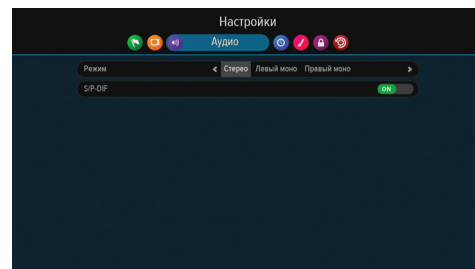 Настройки
Аудио
Режим Стерео Левый моно Правый моно
S/P-DIF ON